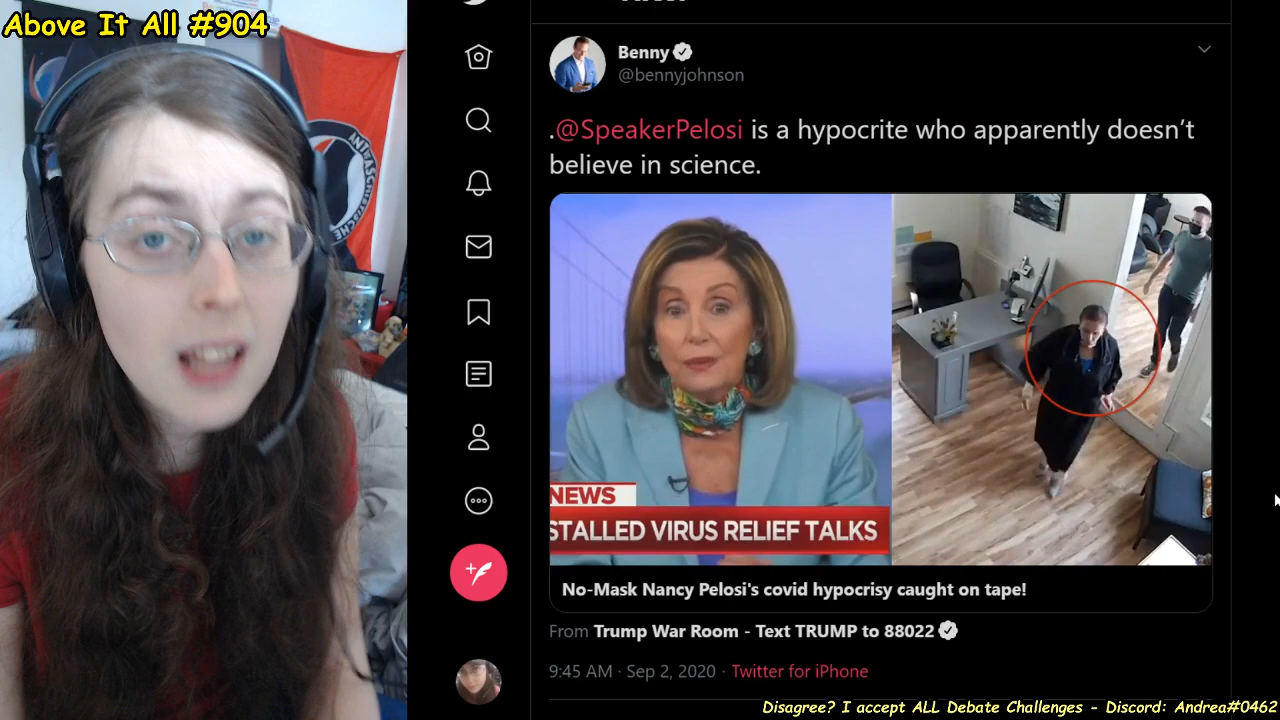 Above It All #904
ANTIFASCHISTISCHE
Benny
@bennyjohnson
.@SpeakerPelosi is a hypocrite who apparently doesn’t
believe in science.
NEWS
STALLED VIRUS RELIEF TALKS
No-Mask Nancy Pelosi's covid hypocrisy caught on tape!
From Trump War Room - Text TRUMP to 88022
9:45 AM · Sep 2, 2020 · Twitter for iPhone
Disagree? I accept ALL Debate Challenges - Discord: Andrea#0462